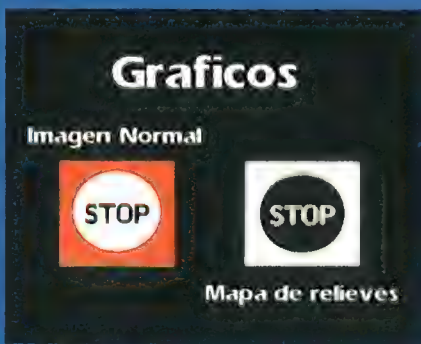 Graficos
Imagen Normal
STOP
STOP
Mapa de relieves